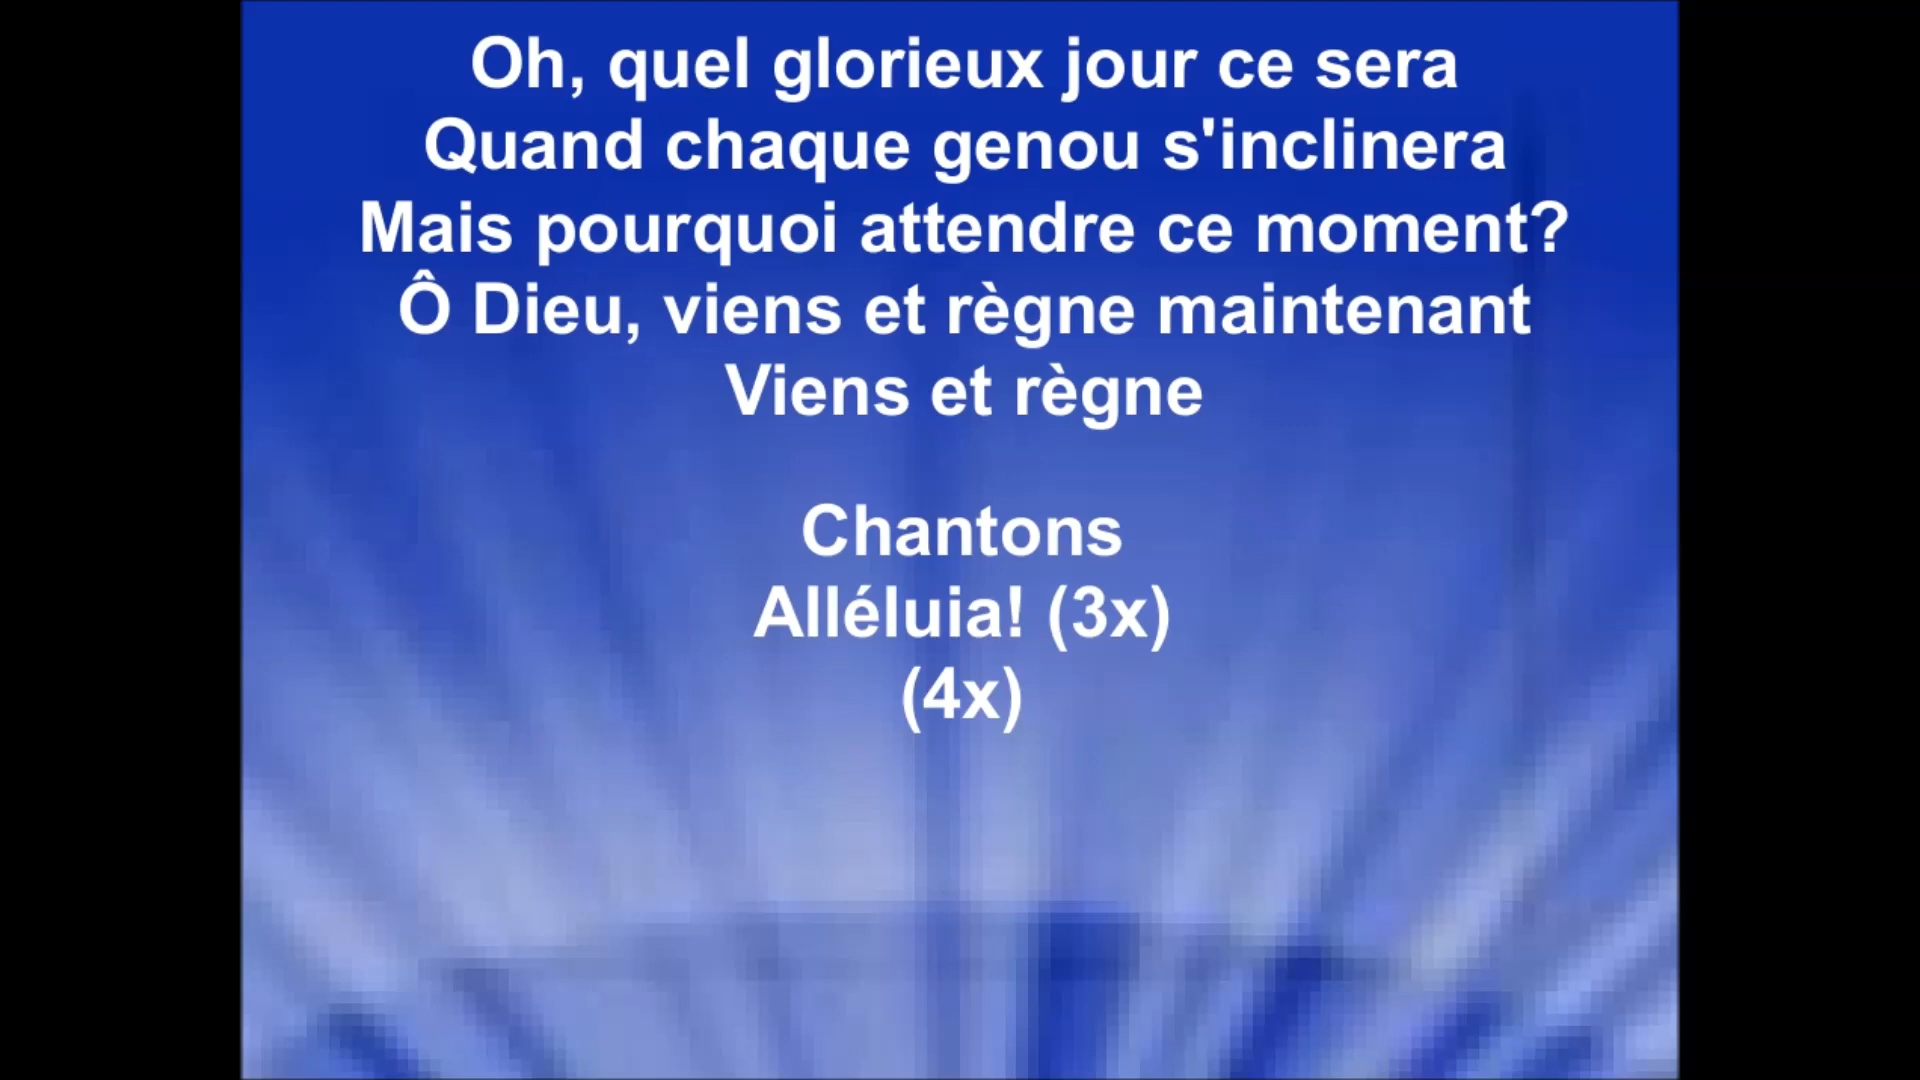 Oh, quel glorieux jour ce sera
Quand chaque genou s'inclinera
Mais pourquoi attendre ce moment?
Ô Dieu, viens et règne maintenant
Viens et règne
Chantons
Alléluia! (3x)
(4x)